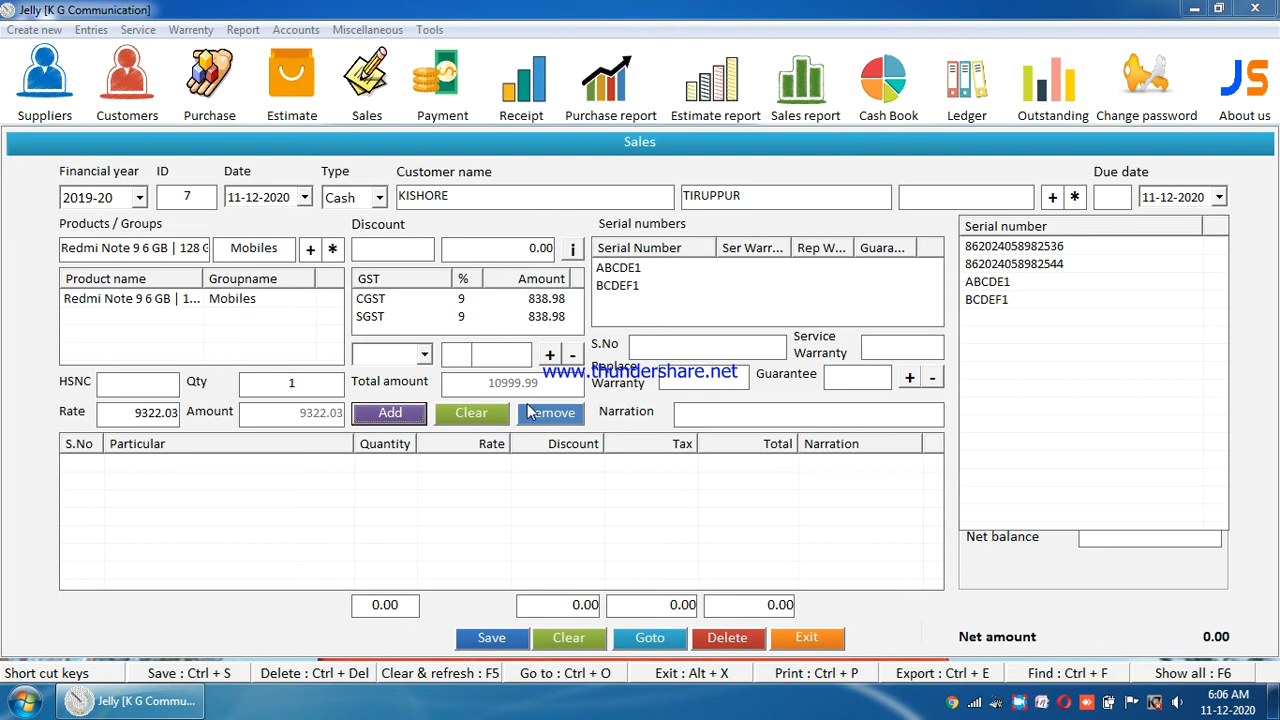 Jelly [K G Communication]
Create new Entries Service Warrenty Report Accounts Miscellaneous Tools
Suppliers Customers Purchase Estimate Sales Payment Receipt Purchase report Estimate report Sales report Cash Book Ledger Outstanding Change password About us
JS
Sales
Financial year ID Date Type Customer name Due date
2019-20 7 11-12-2020 Cash KISHORE TIRUPPUR + * 11-12-2020
Products / Groups Discount Serial numbers Serial number
Redmi Note 9 6 GB | 128 G Mobiles + * 0.00 i Serial Number Ser Warr... Rep W... Guara... 862024058982536
862024058982544
Product name Groupname GST % Amount ABCDE1 ABCDE1
Redmi Note 9 6 GB | 1... Mobiles CGST 9 838.98 BCDEF1 BCDEF1
SGST 9 838.98
+ - S.No Service Warranty
www.thundershare.net
HSNC Qty 1 Total amount 10999.99 Replace Warranty Guarantee + -
Rate 9322.03 Amount 9322.03 Add Clear Remove Narration
S.No Particular Quantity Rate Discount Tax Total Narration
Net balance
0.00 0.00 0.00 0.00
Save Clear Goto Delete Exit Net amount 0.00
Short cut keys Save : Ctrl + S Delete : Ctrl + Del Clear & refresh : F5 Go to : Ctrl + O Exit : Alt + X Print : Ctrl + P Export : Ctrl + E Find : Ctrl + F Show all : F6
Jelly [K G Commu... 6:06 AM
11-12-2020